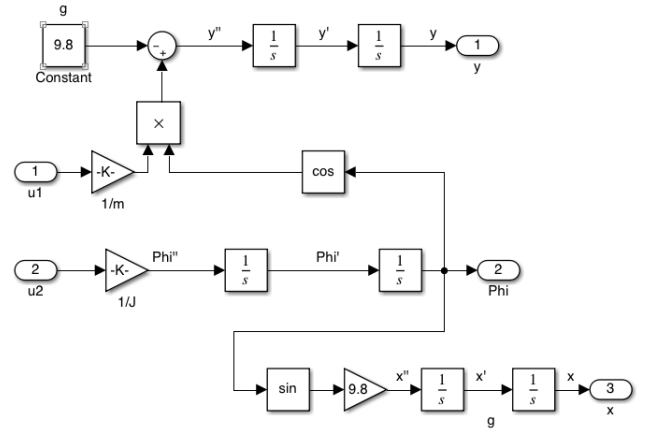 g
9.8
Constant
-
+
y"
1
s
y'
1
s
y
1
y
×
1
u1
-K-
1/m
cos
2
u2
-K-
1/J
Phi"
1
s
Phi'
1
s
2
Phi
sin
9.8
x"
1
s
x'
g
1
s
x
3
x